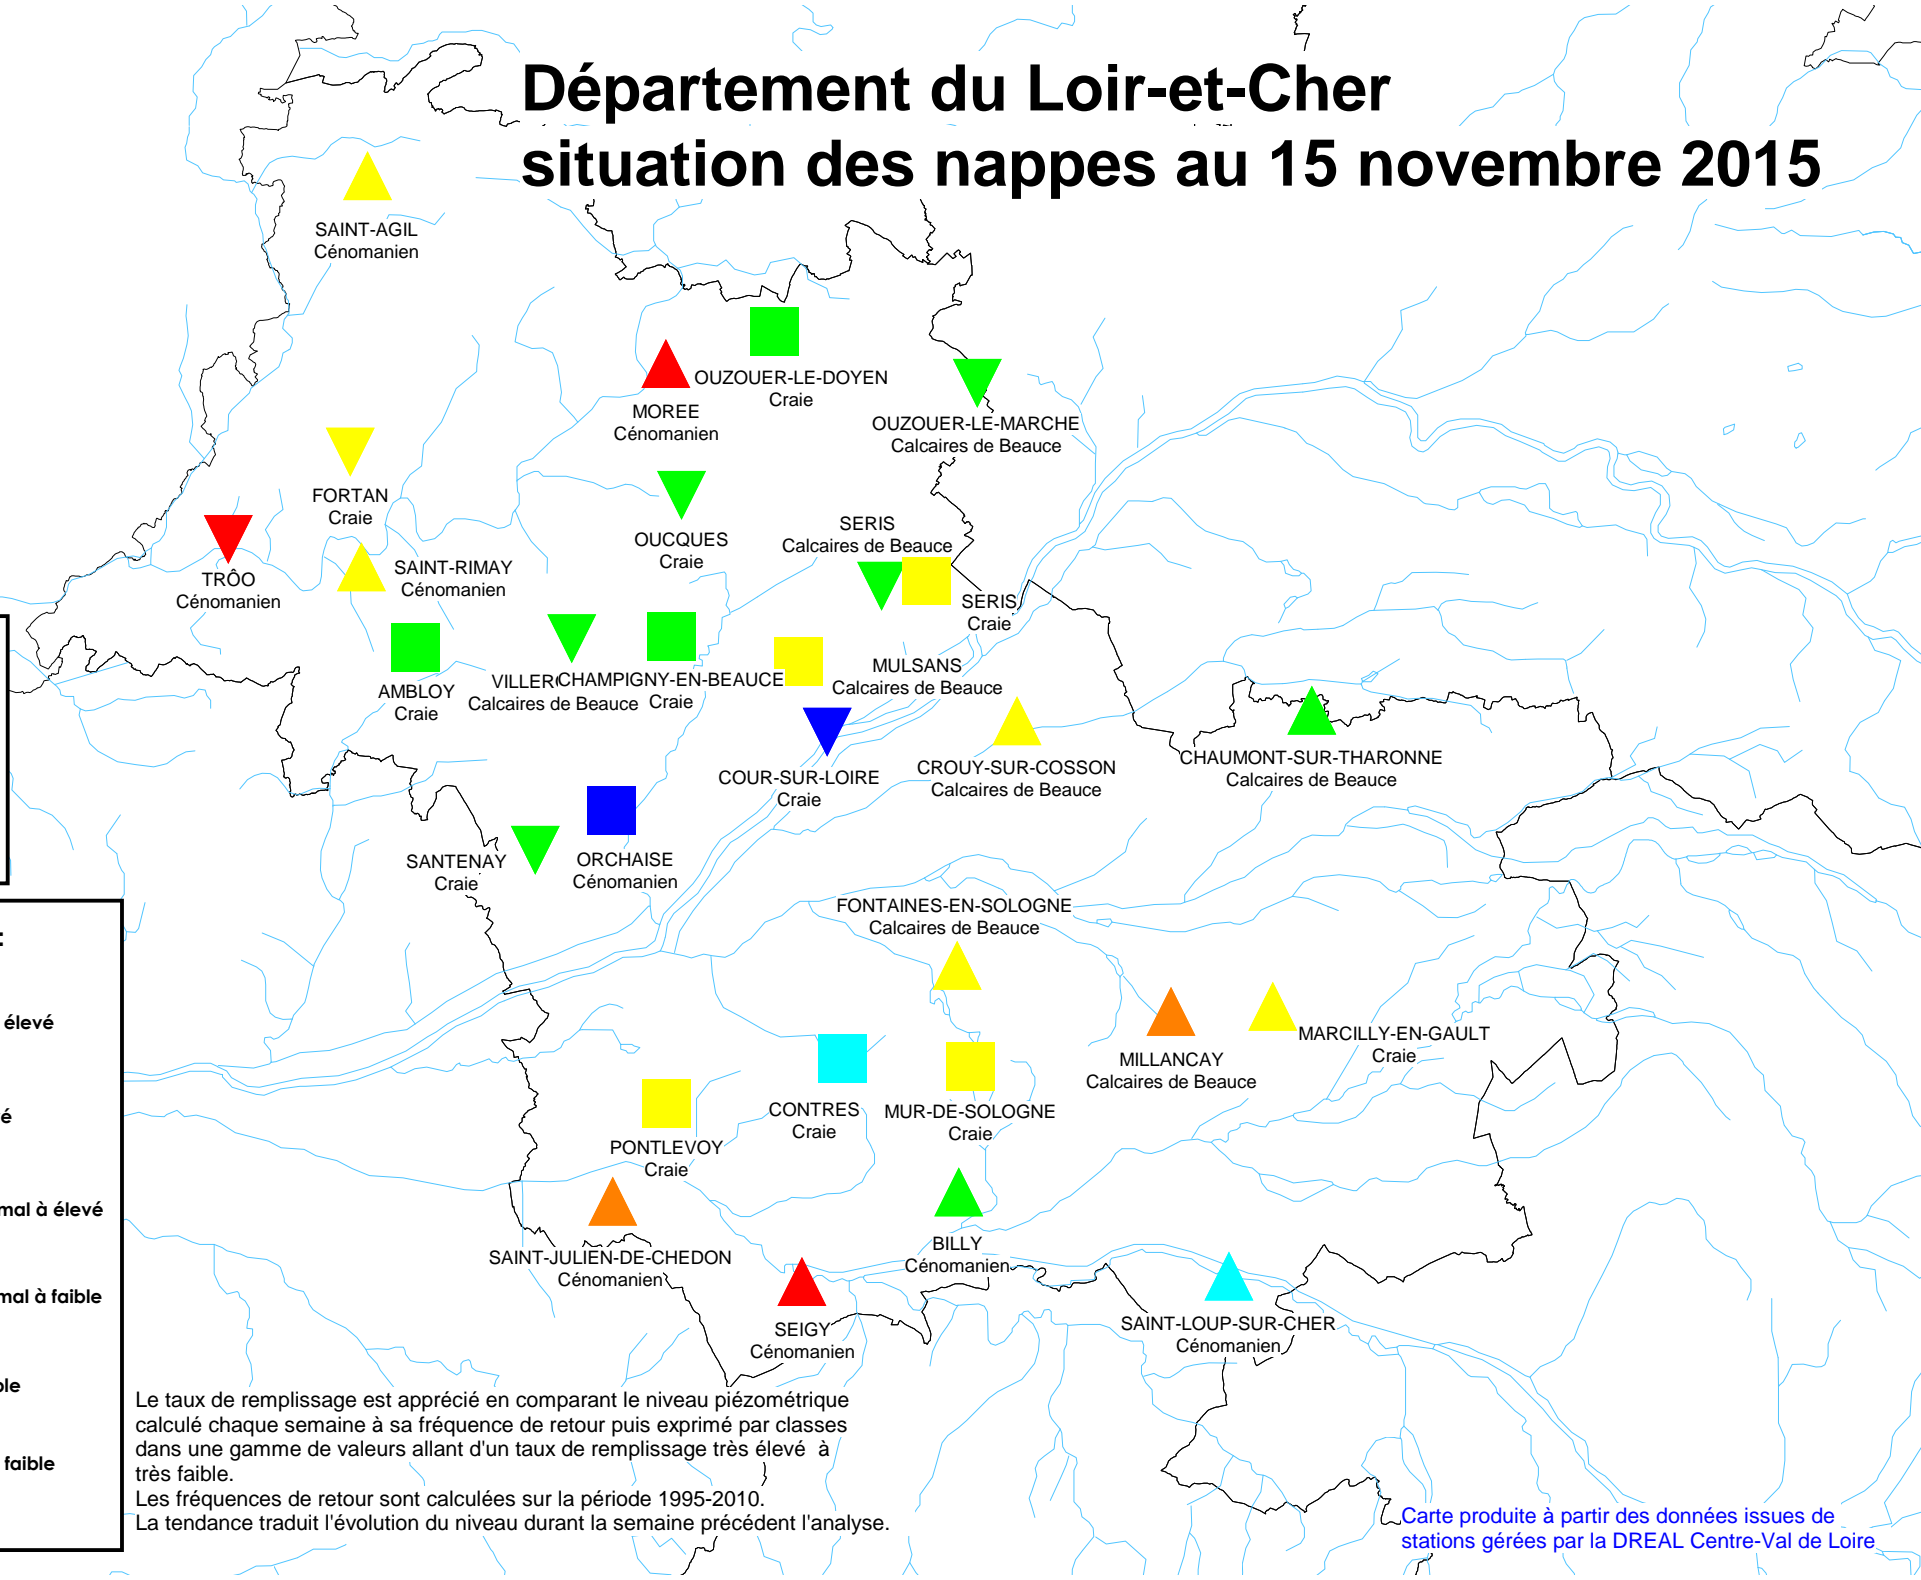 Département du Loir-et-Cher
situation des nappes au 15 novembre 2015
SAINT-AGIL
Cénomanien
OUZOUER-LE-DOYEN
Craie
MOREE
Cénomanien
OUZOUER-LE-MARCHE
Calcaires de Beauce
FORTAN
Craie
OUCQUES
Craie
SERIS
Calcaires de Beauce
TRÔO
Cénomanien
SAINT-RIMAY
Cénomanien
SERIS
Craie
AMBLOY
Craie
Calcaires de Beauce
CHAMPIGNY-EN-BEAUCE
Craie
MULSANS
Calcaires de Beauce
COUR-SUR-LOIRE
Craie
CROUY-SUR-COSSON
Calcaires de Beauce
CHAUMONT-SUR-THARONNE
Calcaires de Beauce
SANTENAY
Craie
ORCHAISE
Cénomanien
FONTAINES-EN-SOLOGNE
Calcaires de Beauce
MILLANCAY
Calcaires de Beauce
MARCILLY-EN-GAULT
Craie
CONTRES
Craie
MUR-DE-SOLOGNE
Craie
PONTLEVOY
Craie
SAINT-JULIEN-DE-CHEDON
Cénomanien
BILLY
Cénomanien
SEIGY
Cénomanien
SAINT-LOUP-SUR-CHER
Cénomanien
:
élevé
mal à élevé
mal à faible
faible
Le taux de remplissage est apprécié en comparant le niveau piézométrique
calculé chaque semaine à sa fréquence de retour puis exprimé par classes
dans une gamme de valeurs allant d'un taux de remplissage très élevé à
très faible.
Les fréquences de retour sont calculées sur la période 1995-2010.
La tendance traduit l'évolution du niveau durant la semaine précédent l'analyse.
Carte produite à partir des données issues de
stations gérées par la DREAL Centre-Val de Loire